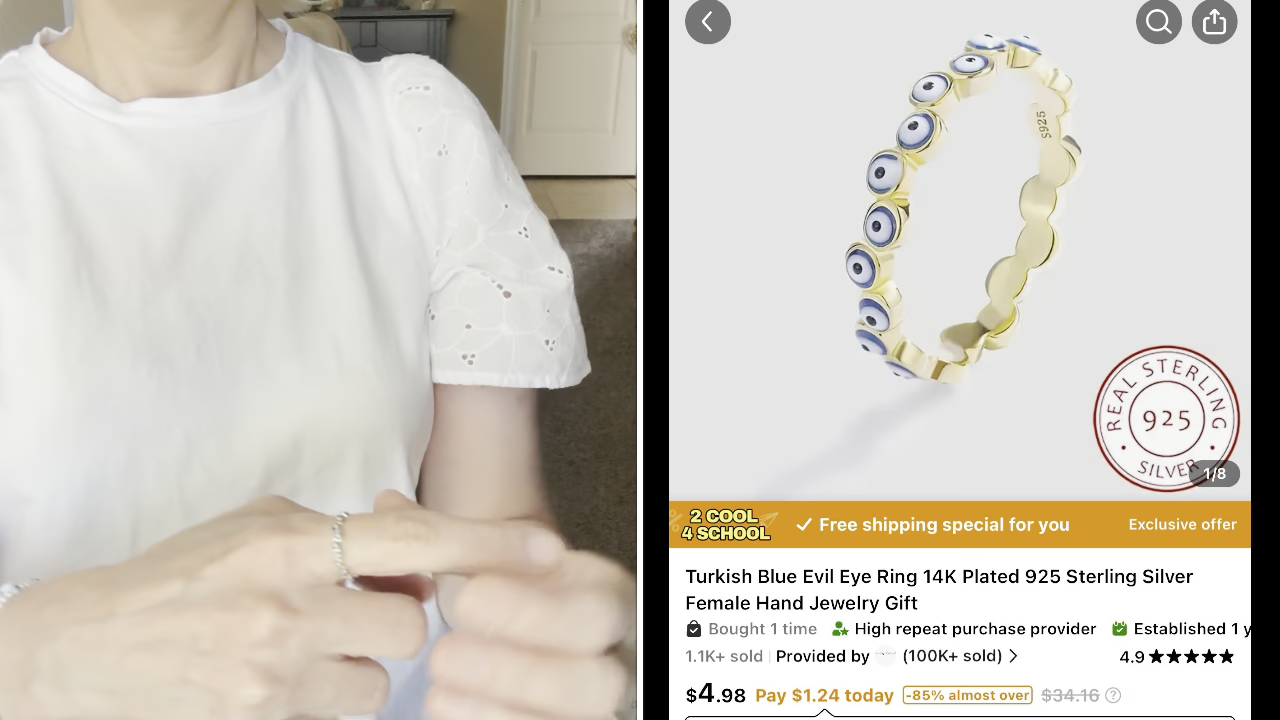 S925
REAL STERLING
925
SILVER
1/8
2 COOL
4 SCHOOL
Free shipping special for you
Exclusive offer
Turkish Blue Evil Eye Ring 14K Plated 925 Sterling Silver
Female Hand Jewelry Gift
Bought 1 time High repeat purchase provider Established 1 y
1.1K+ sold Provided by (100K+ sold) 4.9
$4.98 Pay $1.24 today -85% almost over $34.16